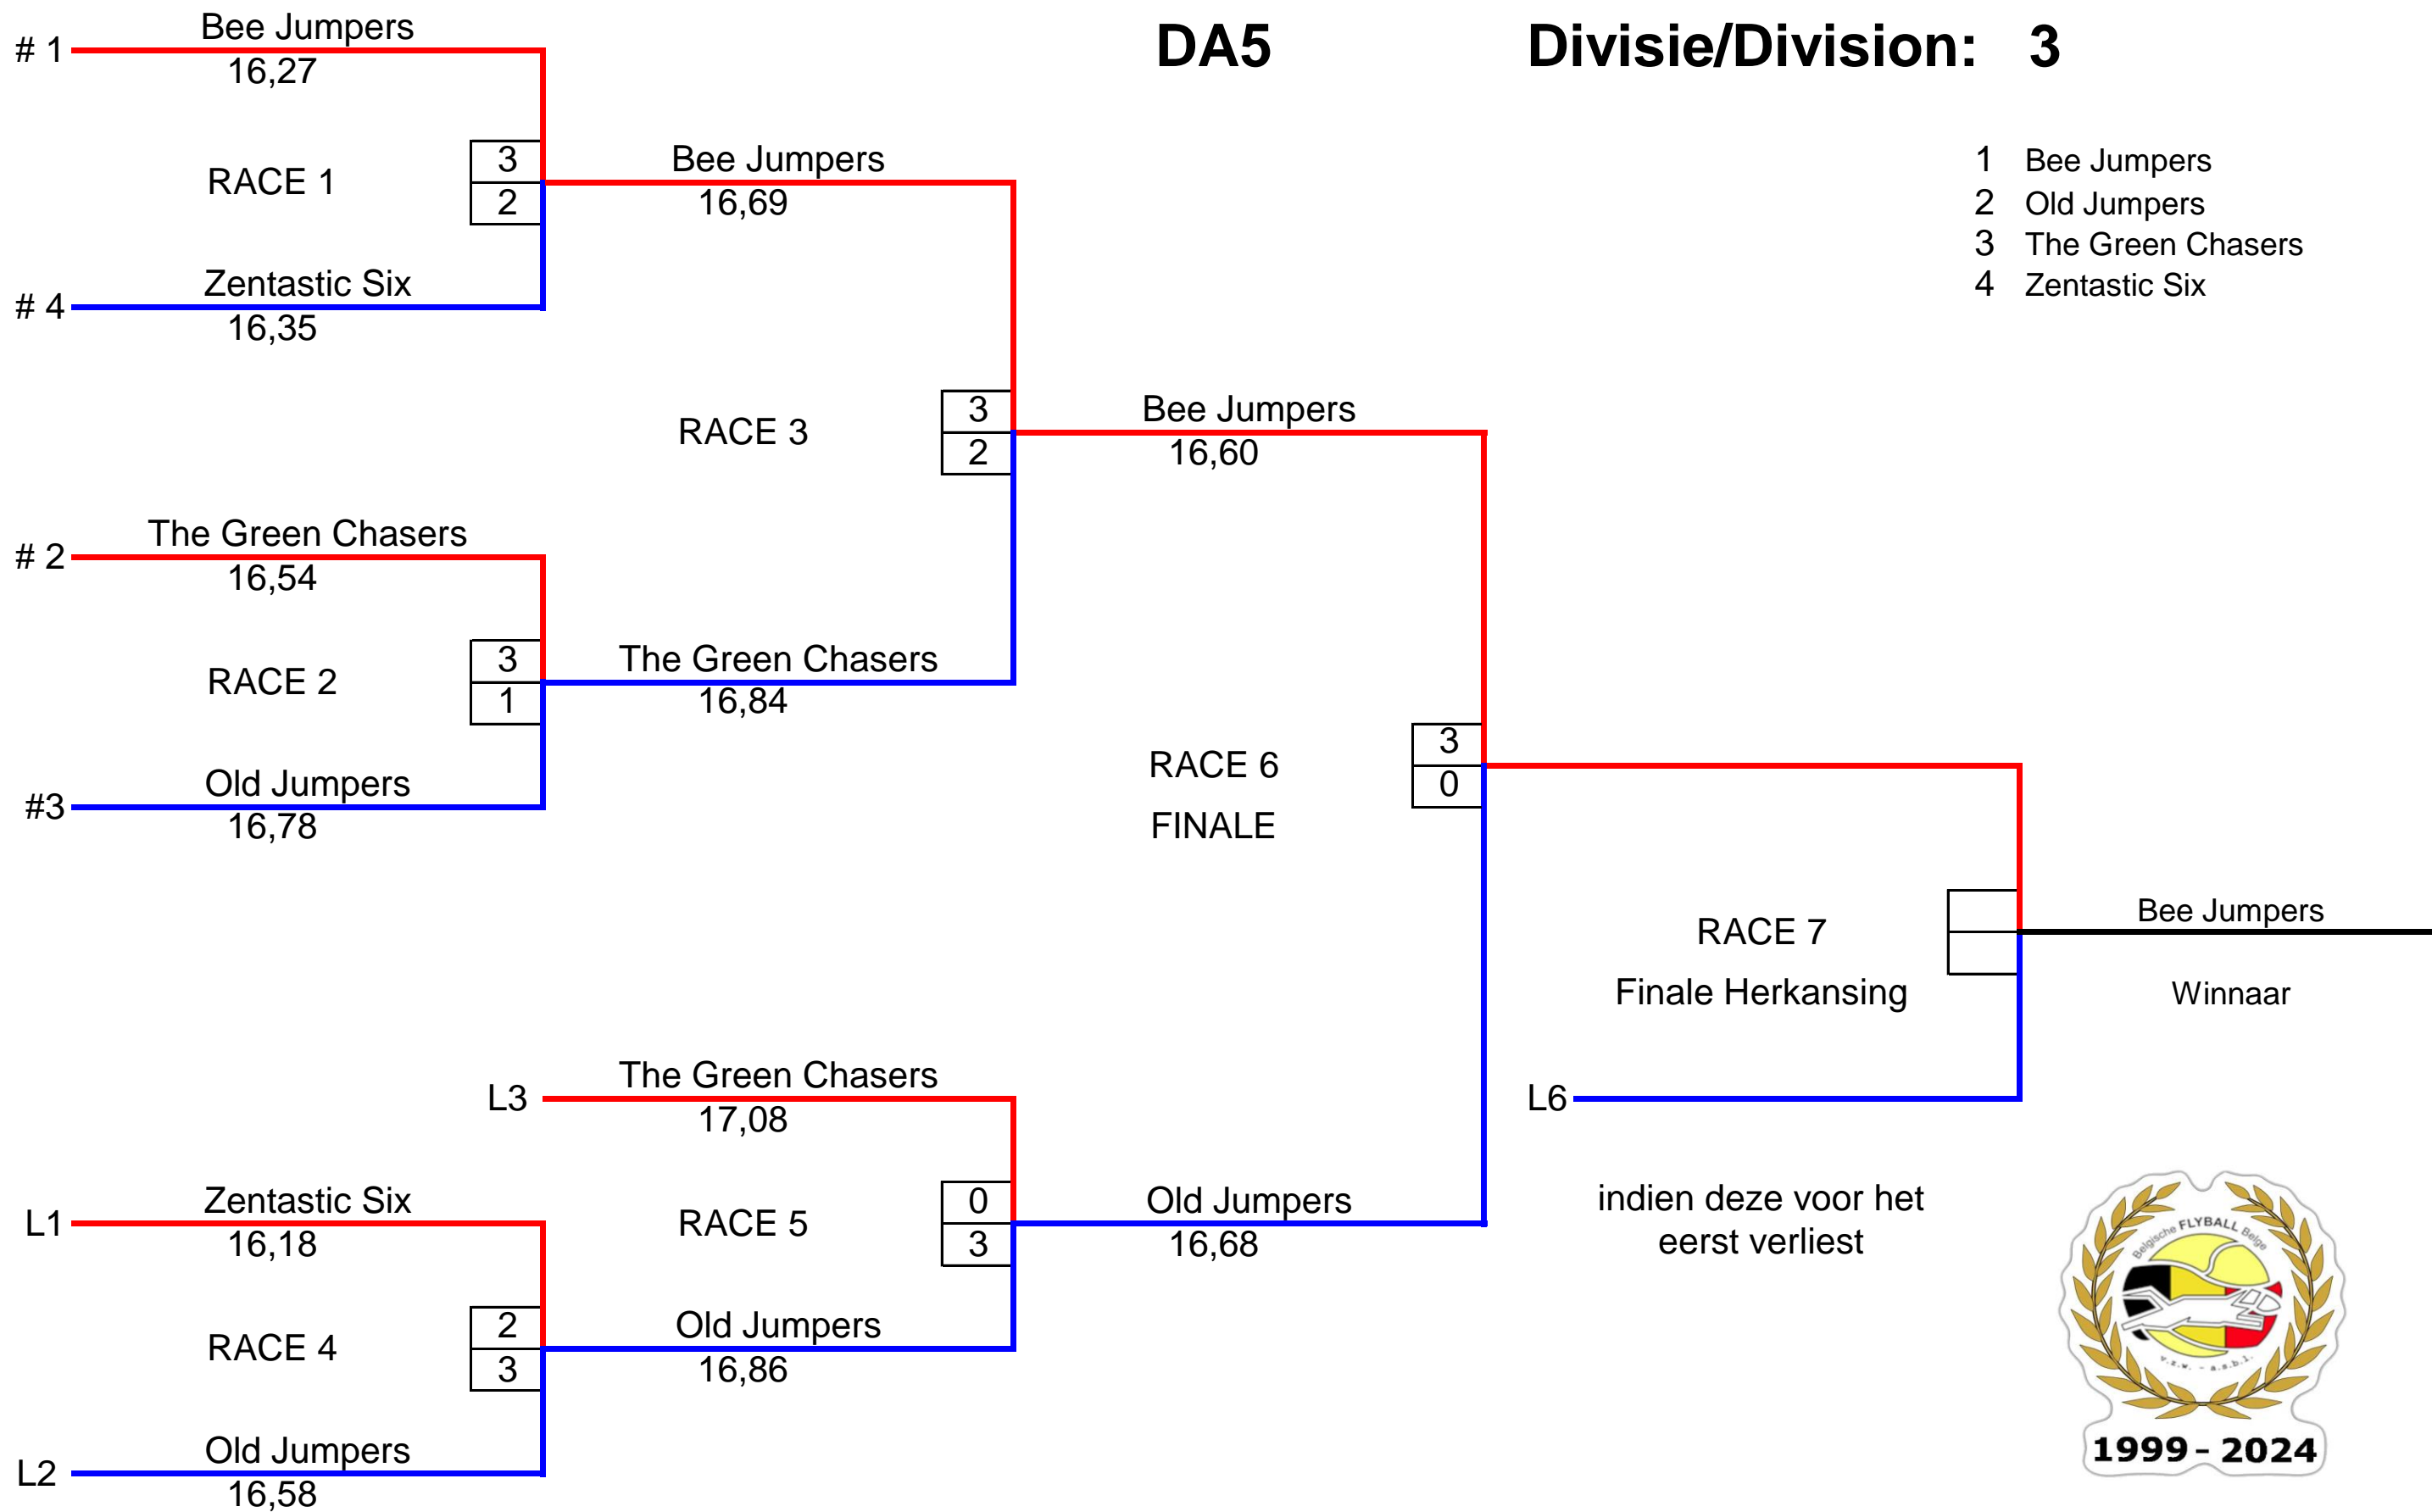 DA5
Divisie/Division: 3
1 Bee Jumpers
2 Old Jumpers
3 The Green Chasers
4 Zentastic Six
# 1
Bee Jumpers
16,27
RACE 1
3
2
# 4
Zentastic Six
16,35
Bee Jumpers
16,69
RACE 3
3
2
# 2
The Green Chasers
16,54
RACE 2
3
1
#3
Old Jumpers
16,78
The Green Chasers
16,84
Bee Jumpers
16,60
RACE 6
FINALE
3
0
RACE 7
Finale Herkansing
Bee Jumpers
Winnaar
L3
The Green Chasers
17,08
L6
indien deze voor het
eerst verliest
L1
Zentastic Six
16,18
RACE 4
2
3
L2
Old Jumpers
16,58
RACE 5
0
3
Old Jumpers
16,86
Old Jumpers
16,68
Belgische FLYBALL Belge
v.z.w. - a.s.b.l.
1999 - 2024